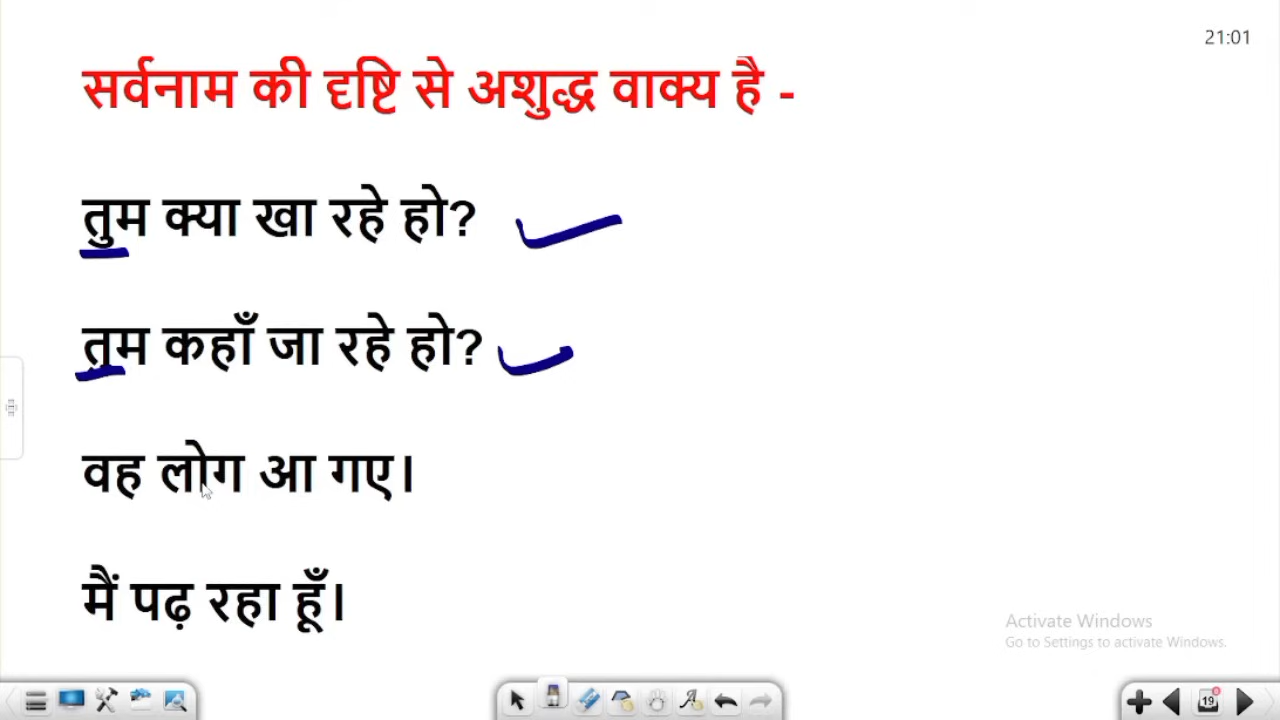 21:01
सर्वनाम की दृष्टि से अशुद्ध वाक्य है -
तुम क्या खा रहे हो?
तुम कहाँ जा रहे हो?
वह लोग आ गए।
मैं पढ़ रहा हूँ।
Activate Windows
Go to Settings to activate Windows.
19